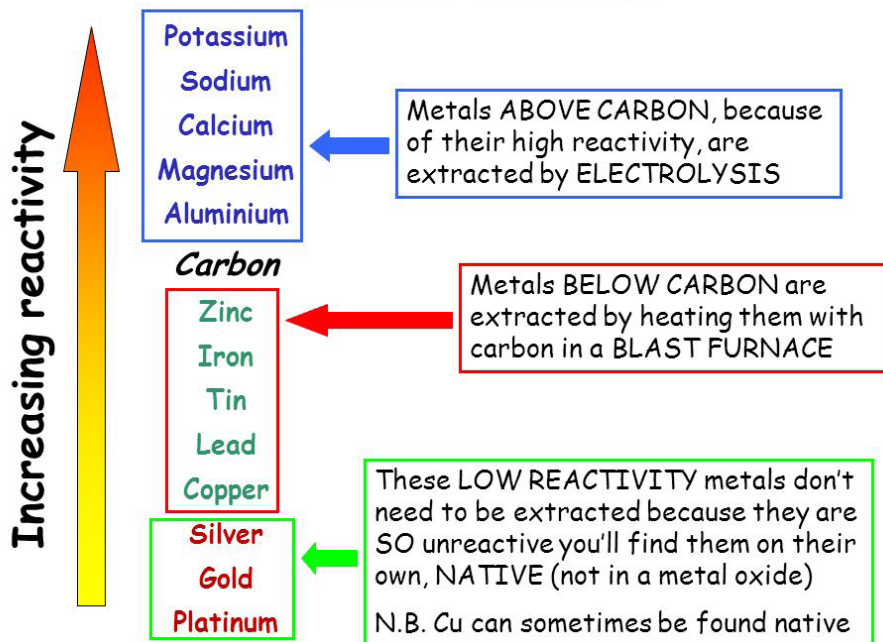 Increasing reactivity
Potassium
Sodium
Calcium
Magnesium
Aluminium
Metals ABOVE CARBON, because
of their high reactivity, are
extracted by ELECTROLYSIS
Carbon
Zinc
Iron
Tin
Lead
Copper
Metals BELOW CARBON are
extracted by heating them with
carbon in a BLAST FURNACE
Silver
Gold
Platinum
These LOW REACTIVITY metals don't
need to be extracted because they are
SO unreactive you'll find them on their
own, NATIVE (not in a metal oxide)
N.B. Cu can sometimes be found native